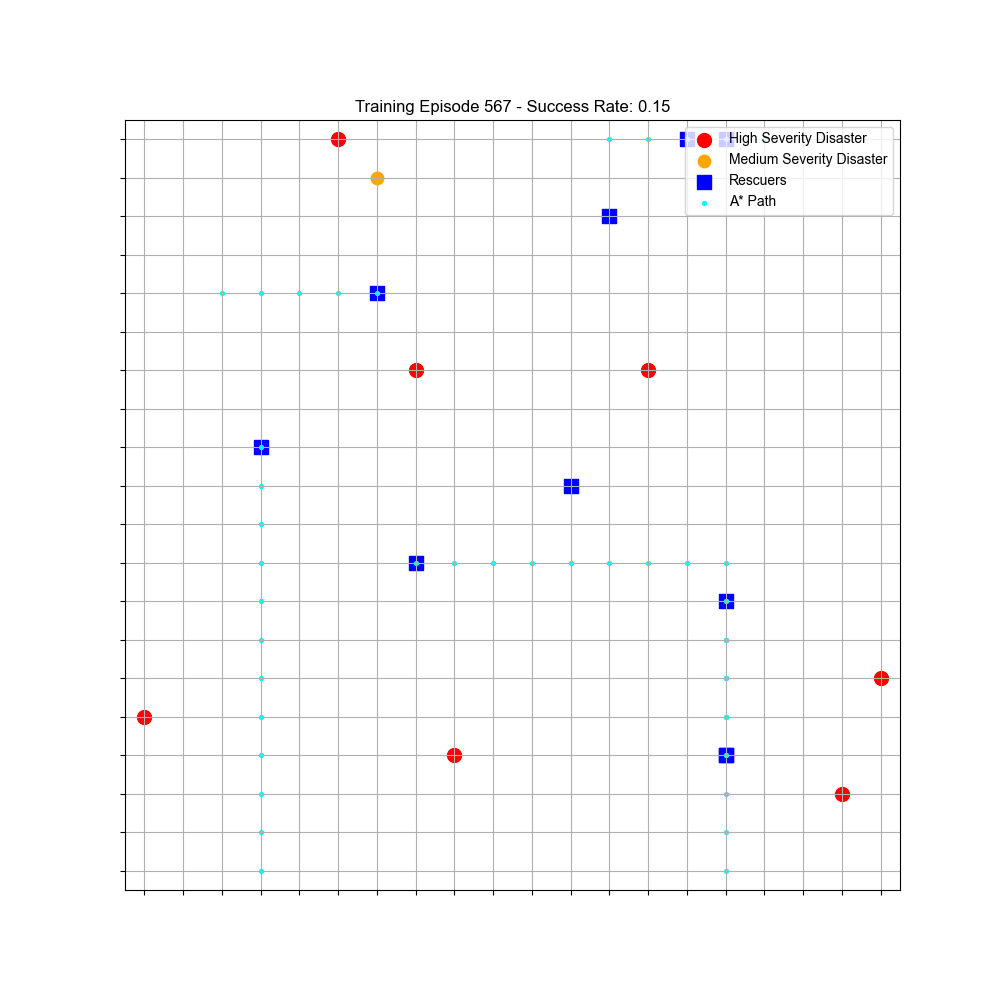 Training Episode 567 - Success Rate: 0.15
High Severity Disaster
Medium Severity Disaster
Rescuers
A* Path